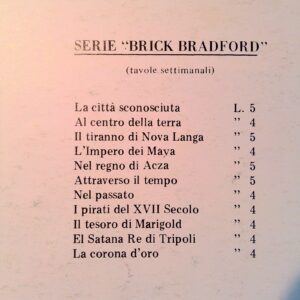 SERIE "BRICK BRADFORD"
(tavole settimanali)
La città sconosciuta L. 5
Al centro della terra " 4
Il tiranno di Nova Langa " 5
L'Impero dei Maya " 4
Nel regno di Acza " 5
Attraverso il tempo " 5
Nel passato " 4
I pirati del XVII Secolo " 4
Il tesoro di Marigold " 4
El Satana Re di Tripoli " 4
La corona d'oro " 4